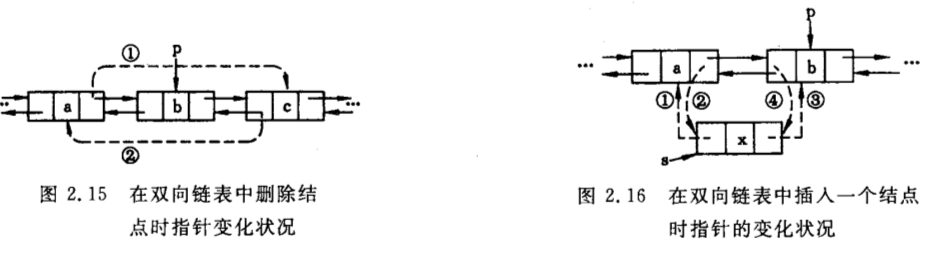 ① p
… a b c …
②
图 2.15 在双向链表中删除结
点时指针变化状况
p
… a b …
① ② ④ ③
s x
图 2.16 在双向链表中插入一个结点
时指针的变化状况